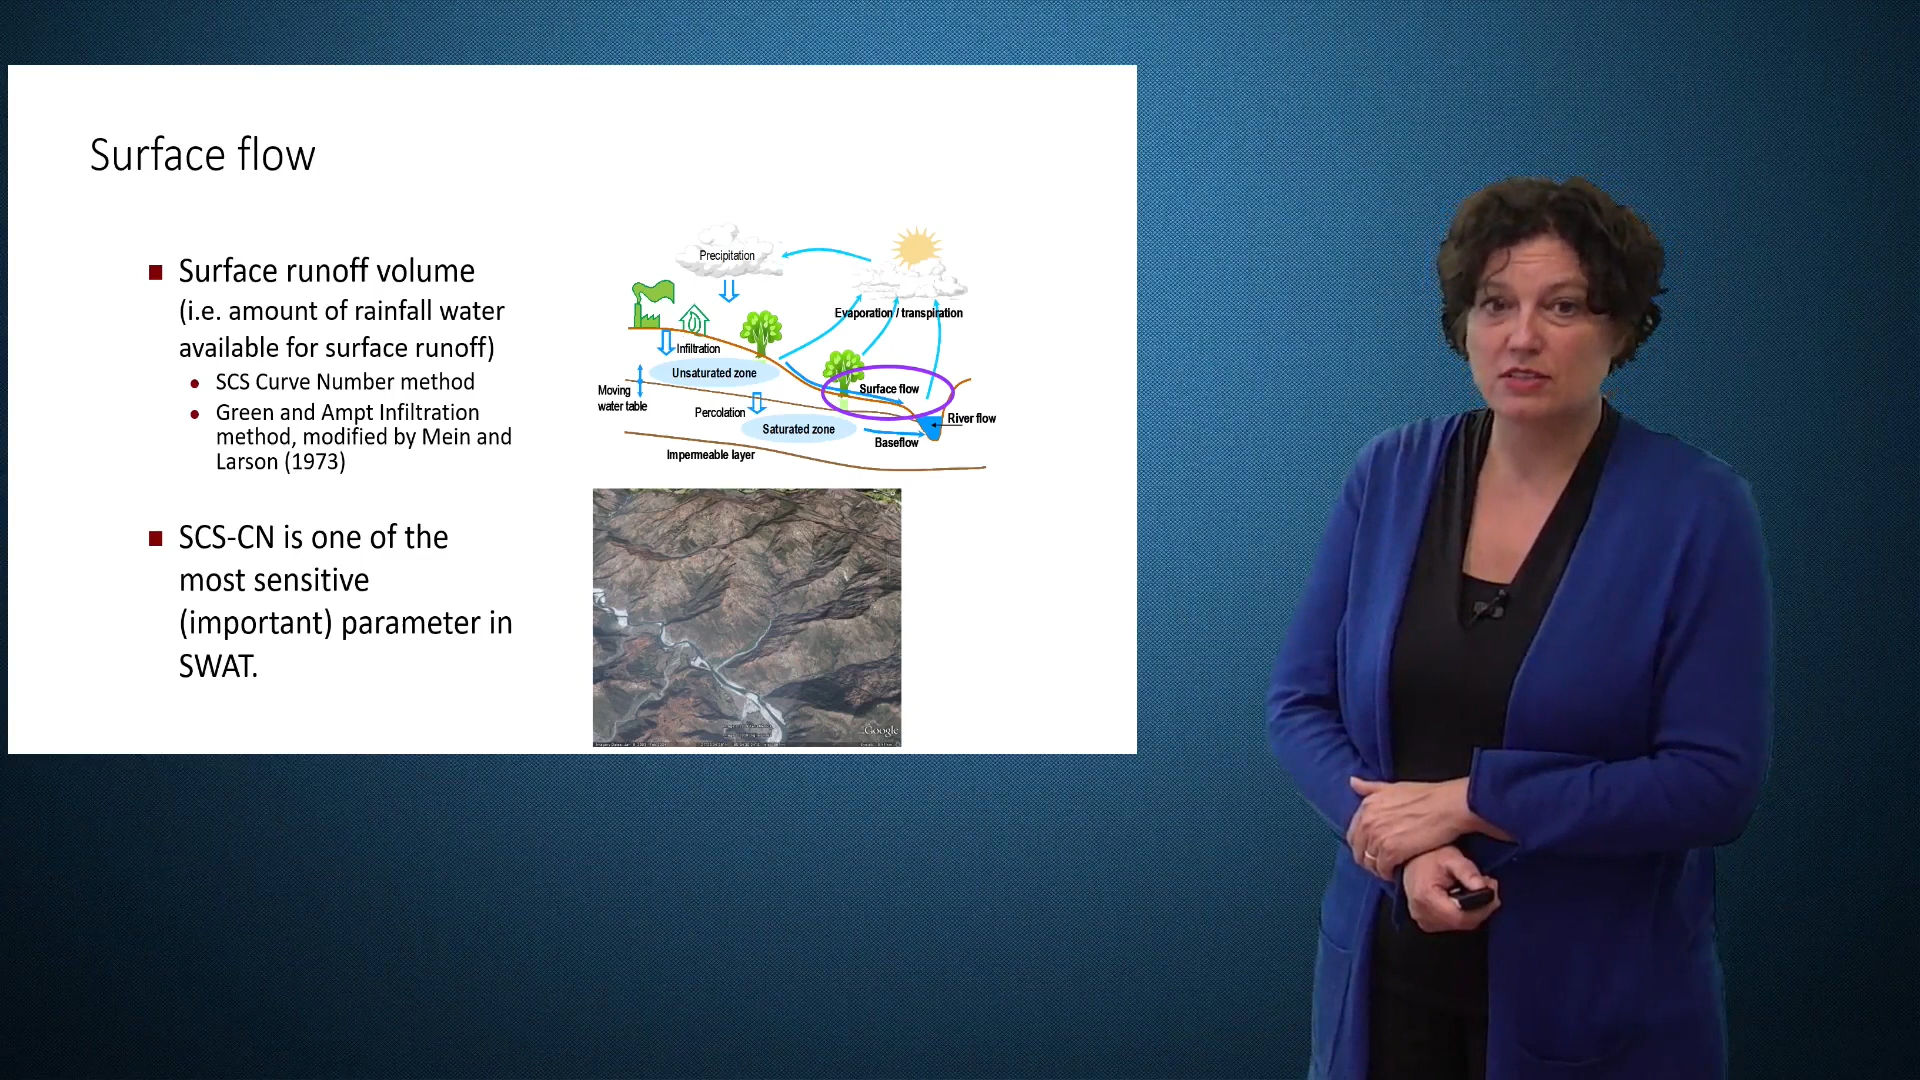 Surface flow
Surface runoff volume
(i.e. amount of rainfall water
available for surface runoff)
SCS Curve Number method
Green and Ampt Infiltration
method, modified by Mein and
Larson (1973)
SCS-CN is one of the
most sensitive
(important) parameter in
SWAT.
Precipitation
Evaporation / transpiration
Infiltration
Unsaturated zone
Moving
water table
Surface flow
Percolation
River flow
Saturated zone
Baseflow
Impermeable layer
Google